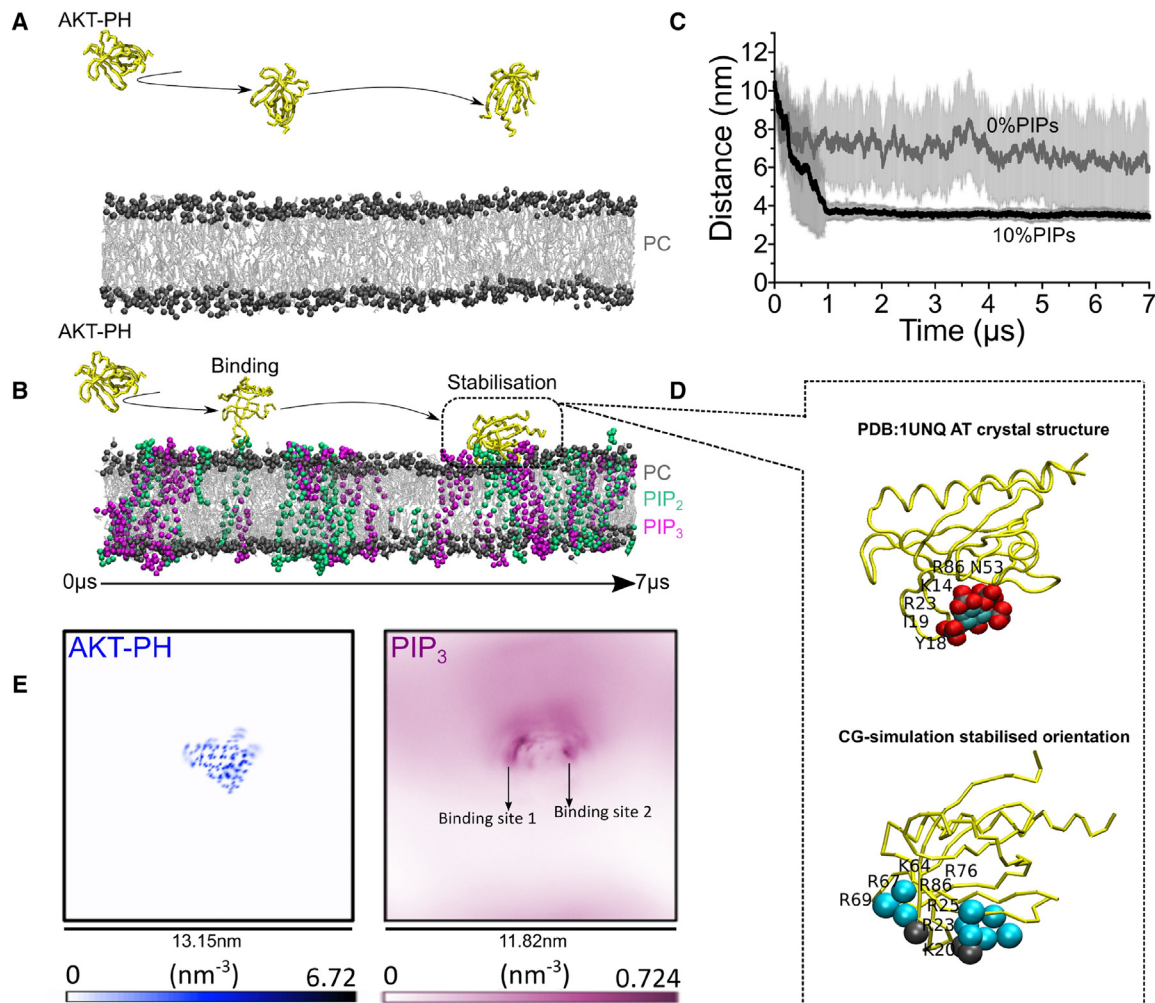 A
AKT-PH
PC
AKT-PH
B
Binding
Stabilisation
PC
PIP2
PIP3
0µs
7µs
C
Distance (nm)
12
10
8
6
4
2
0
0%PIPs
10%PIPs
0 1 2 3 4 5 6 7
Time (µs)
D
PDB:1UNQ AT crystal structure
R86 N53
K14
R23
I19
Y18
CG-simulation stabilised orientation
K64
R76
R67
R86
R69
R25
R23
K20
E
AKT-PH
13.15nm
0 (nm-3) 6.72
PIP3
Binding site 1
Binding site 2
11.82nm
0 (nm-3) 0.724